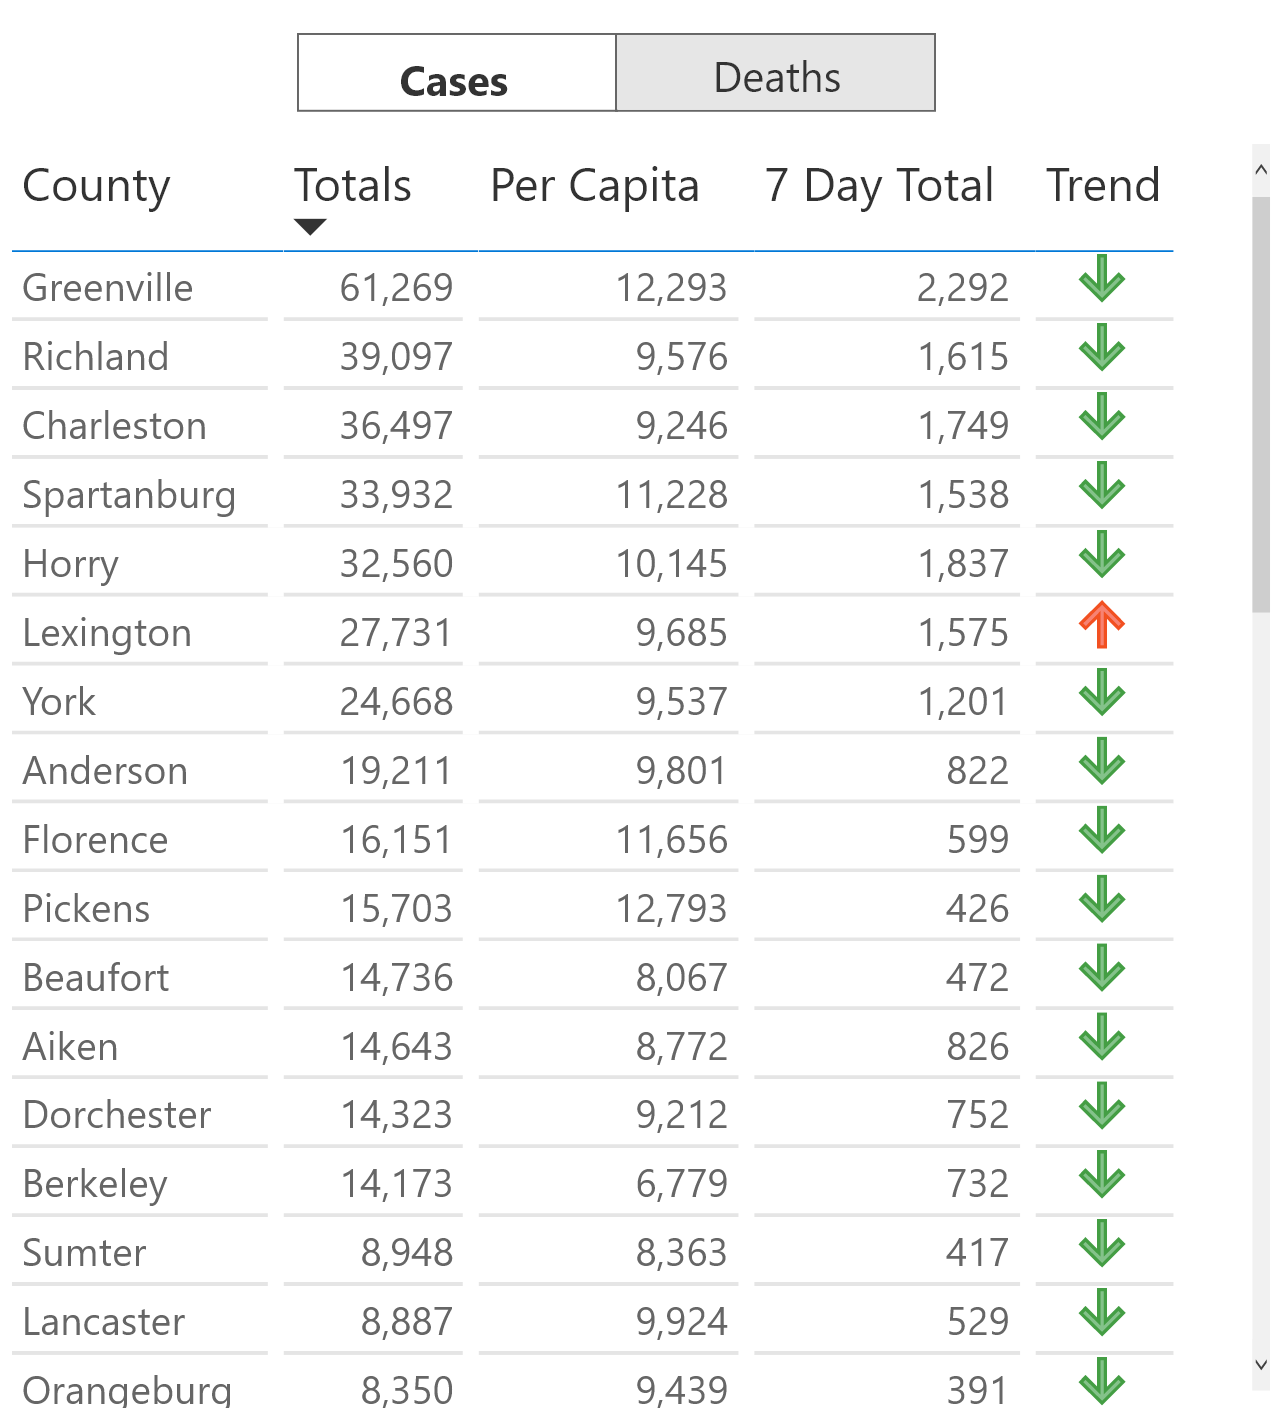 Cases Deaths
County Totals Per Capita 7 Day Total Trend
Greenville 61,269 12,293 2,292
Richland 39,097 9,576 1,615
Charleston 36,497 9,246 1,749
Spartanburg 33,932 11,228 1,538
Horry 32,560 10,145 1,837
Lexington 27,731 9,685 1,575
York 24,668 9,537 1,201
Anderson 19,211 9,801 822
Florence 16,151 11,656 599
Pickens 15,703 12,793 426
Beaufort 14,736 8,067 472
Aiken 14,643 8,772 826
Dorchester 14,323 9,212 752
Berkeley 14,173 6,779 732
Sumter 8,948 8,363 417
Lancaster 8,887 9,924 529
Orangeburg 8,350 9,439 391